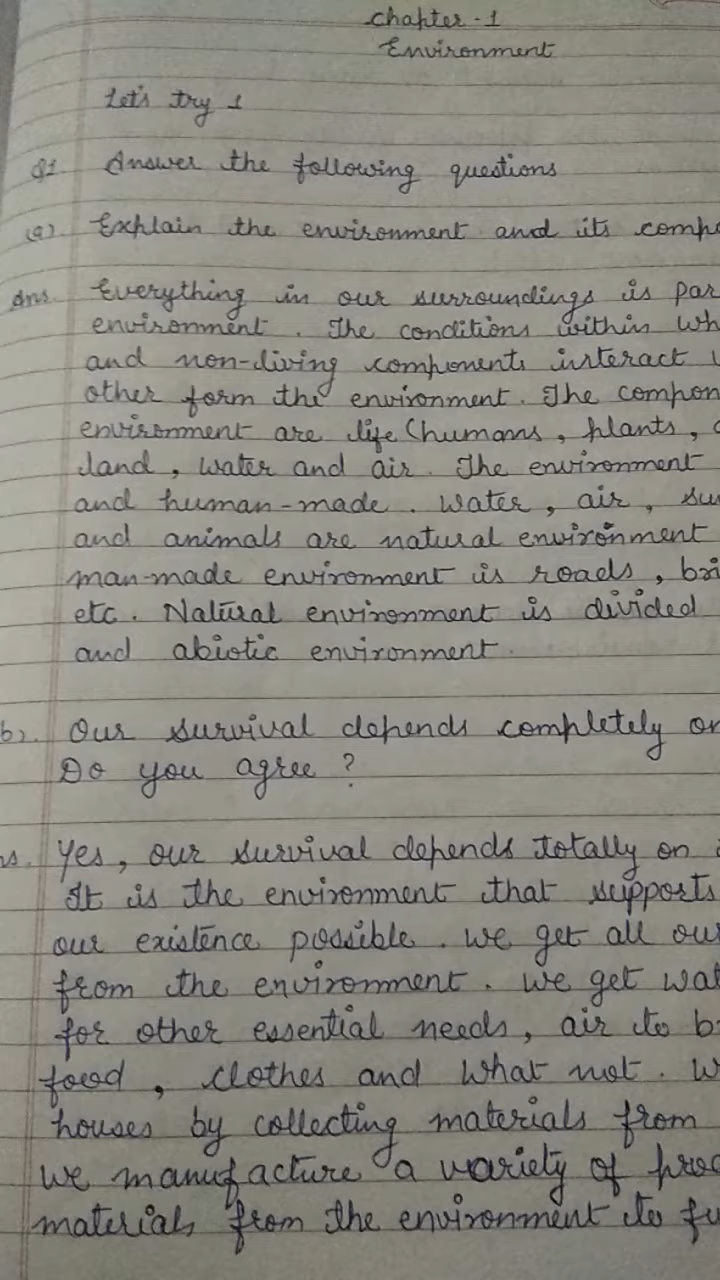 Chapter - 1
Environment
Let's try 1
Q1 Answer the following questions
(a). Explain the environment and its comp
Ans. Everything in our surroundings is par
environment. The conditions within wh
and non-living components interact
other form the environment. The compon
environment are life (humans, plants,
land, water and air. The environment
and human-made. Water, air, su
and animals are natural environment
man-made environment is roads, bri
etc. Natural environment is divided
and abiotic environment.
b). Our survival depends completely on
Do you agree ?
s. Yes, our survival depends totally on
It is the environment that supports
our existence possible. We get all our
from the environment. We get wat
for other essential needs, air to b
food, clothes and what not. W
houses by collecting materials from
we manufacture a variety of prod
materials from the environment to fu